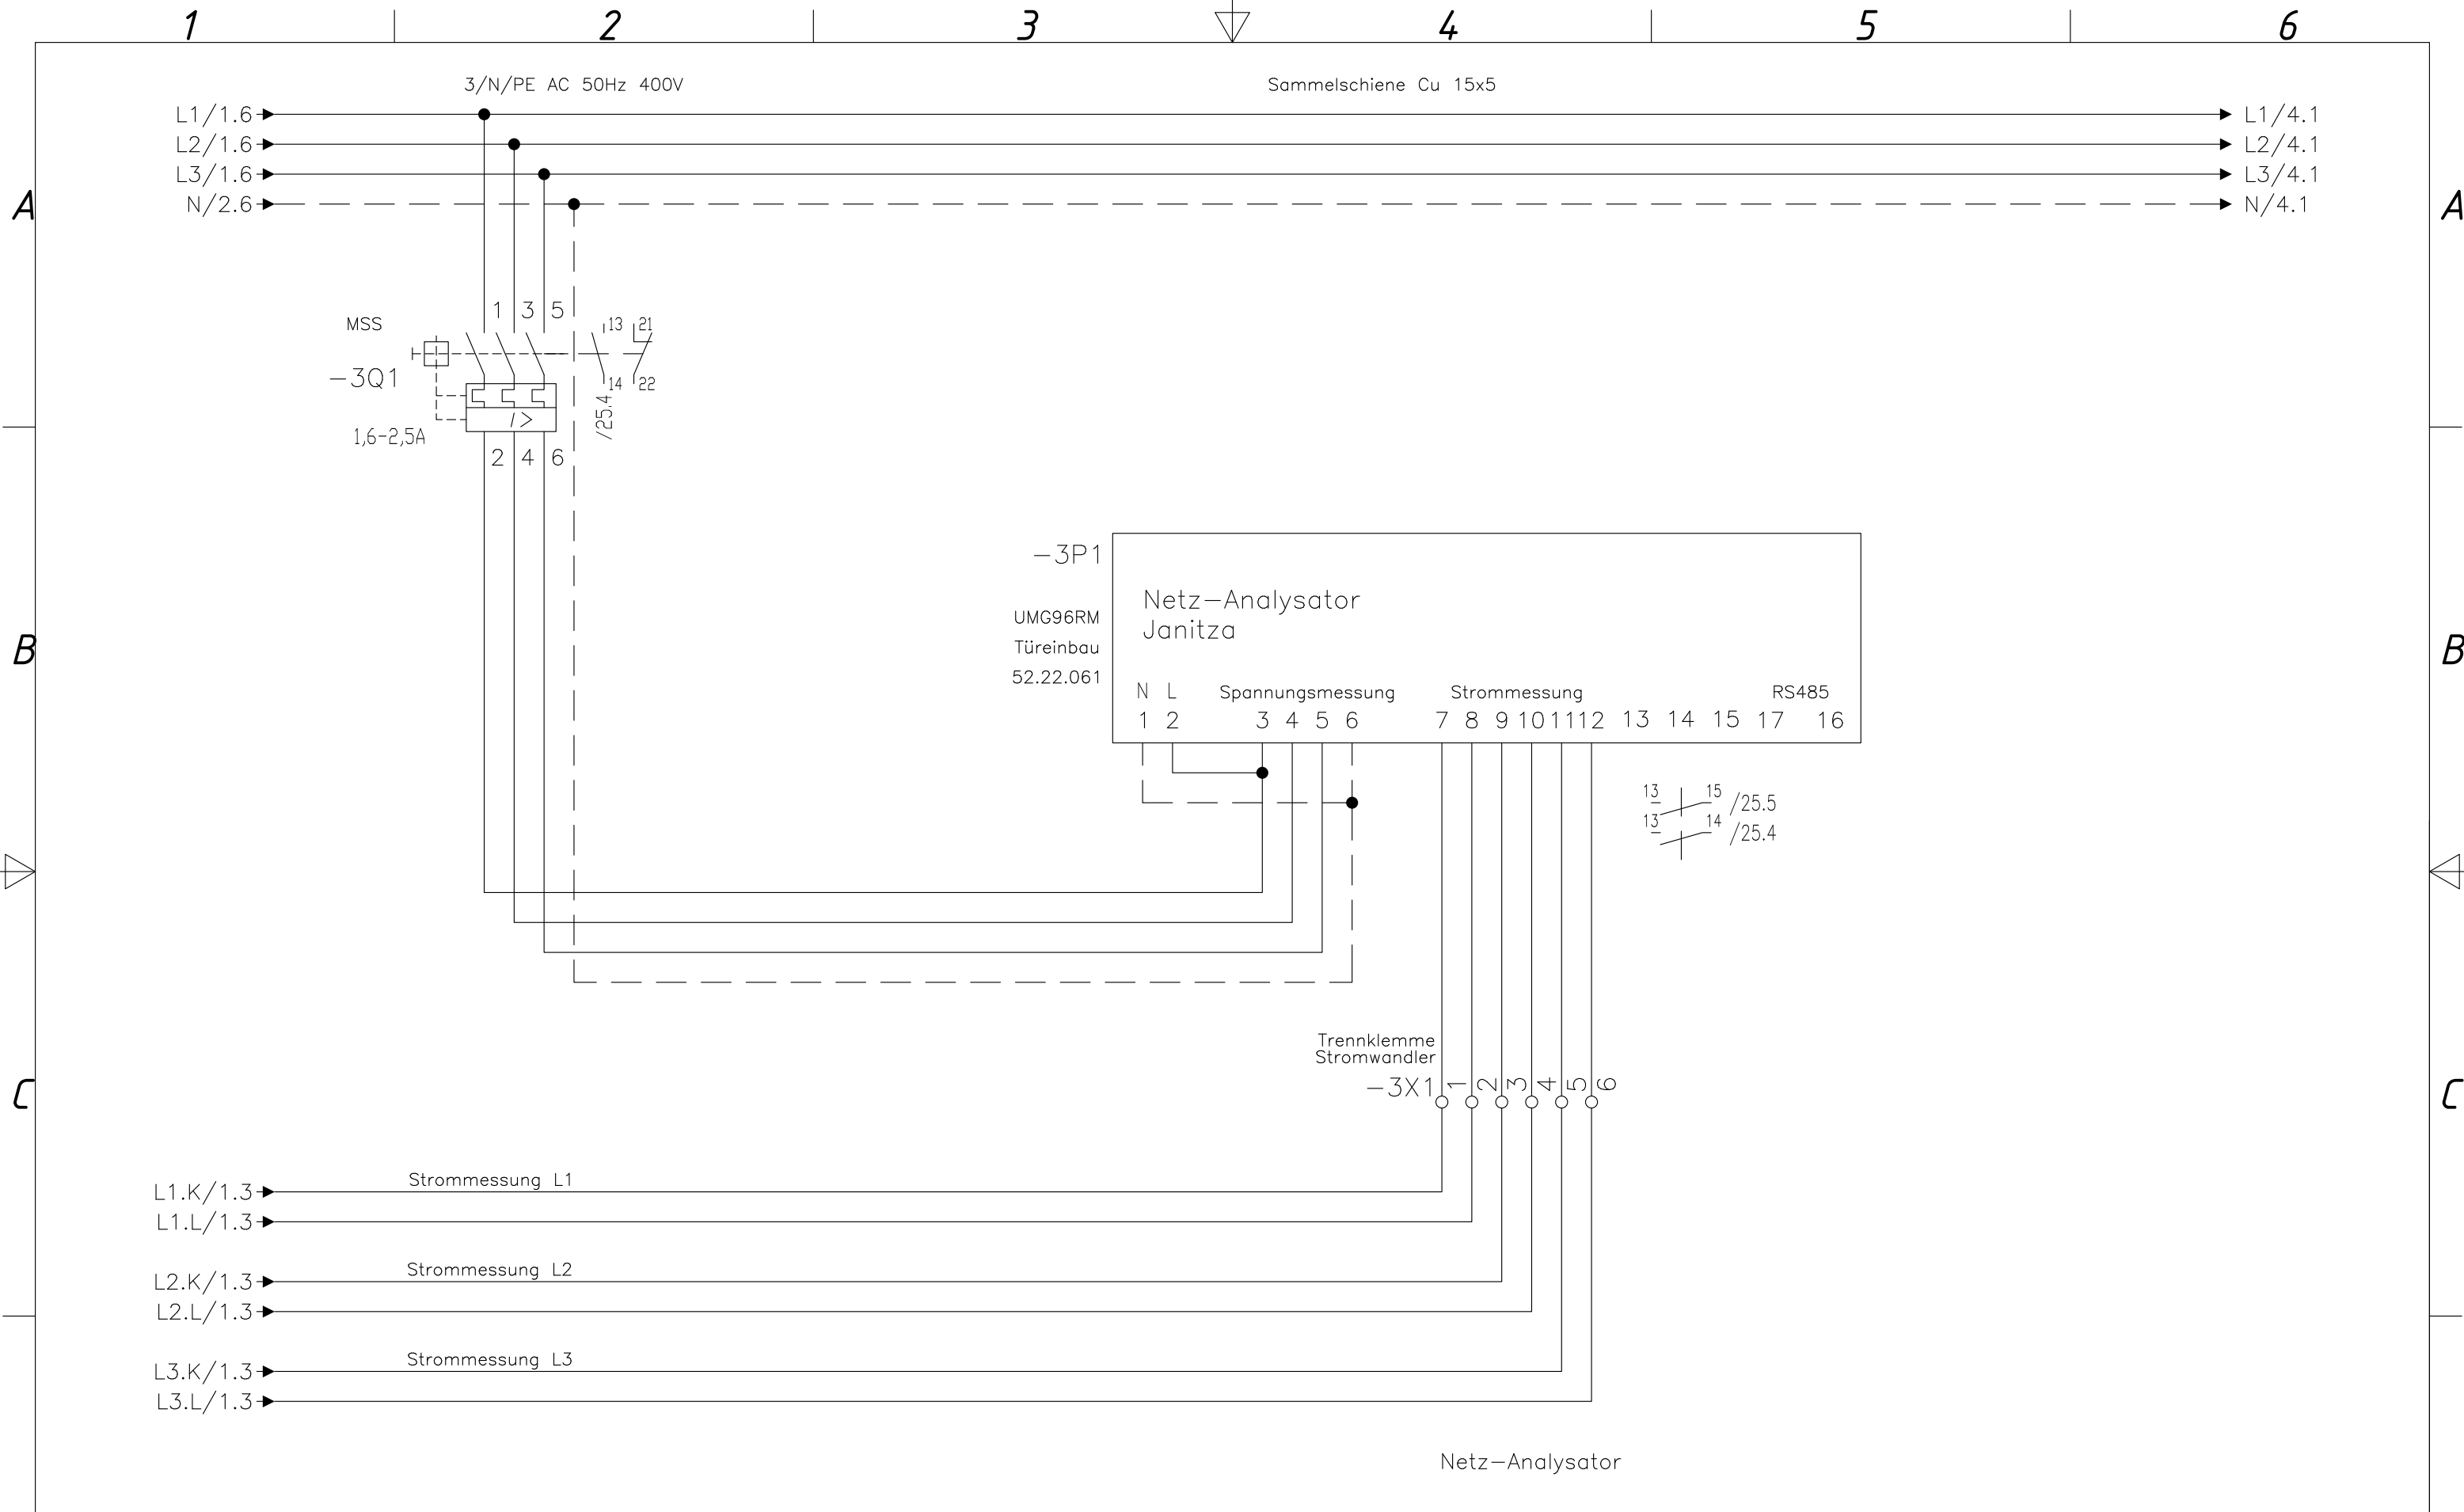 1 2 3 4 5 6
3/N/PE AC 50Hz 400V
Sammelschiene Cu 15x5
L1/1.6 L1/4.1
L2/1.6 L2/4.1
L3/1.6 L3/4.1
N/2.6 N/4.1
A A
1 3 5 13 21
MSS
-3Q1
14 22
I>
/25.4
1,6-2,5A
2 4 6
-3P1
Netz-Analysator
UMG96RM
Janitza
Türeinbau
B B
52.22.061
N L Spannungsmessung Strommessung RS485
1 2 3 4 5 6 7 8 9 10 11 12 13 14 15 17 16
13 15 /25.5
13 14 /25.4
Trennklemme
Stromwandler
-3X1 1 2 3 4 5 6
C C
Strommessung L1
L1.K/1.3
L1.L/1.3
Strommessung L2
L2.K/1.3
L2.L/1.3
Strommessung L3
L3.K/1.3
L3.L/1.3
Netz-Analysator